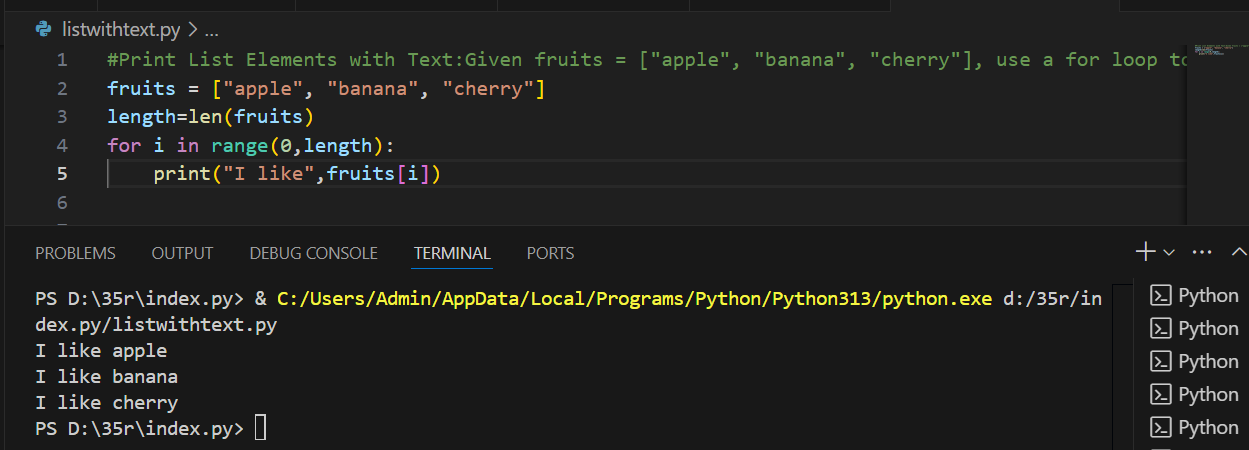 listwithtext.py > ...
1 #Print List Elements with Text:Given fruits = ["apple", "banana", "cherry"], use a for loop to
2 fruits = ["apple", "banana", "cherry"]
3 length=len(fruits)
4 for i in range(0,length):
5     print("I like",fruits[i])
6
PROBLEMS OUTPUT DEBUG CONSOLE TERMINAL PORTS
PS D:\35r\index.py> & C:/Users/Admin/AppData/Local/Programs/Python/Python313/python.exe d:/35r/in
dex.py/listwithtext.py
I like apple
I like banana
I like cherry
PS D:\35r\index.py>
Python
Python
Python
Python
Python